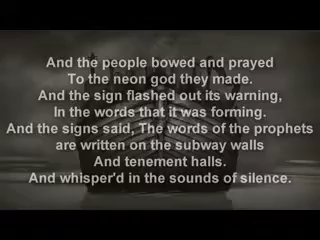 And the people bowed and prayed
To the neon god they made.
And the sign flashed out its warning,
In the words that it was forming.
And the signs said, The words of the prophets
are written on the subway walls
And tenement halls.
And whisper'd in the sounds of silence.